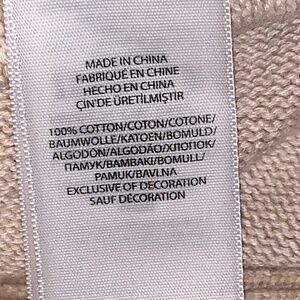 MADE IN CHINA
FABRIQUÉ EN CHINE
HECHO EN CHINA
ÇİN'DE ÜRETİLMİŞTİR
100% COTTON/COTON/COTONE/
BAUMWOLLE/KATOEN/BOMULD/
ALGODÓN/ALGODÃO/ХЛОПОК/
ПАМУК/BAMBAKI/BOMULL/
PAMUK/BAVLNA
EXCLUSIVE OF DECORATION
SAUF DÉCORATION